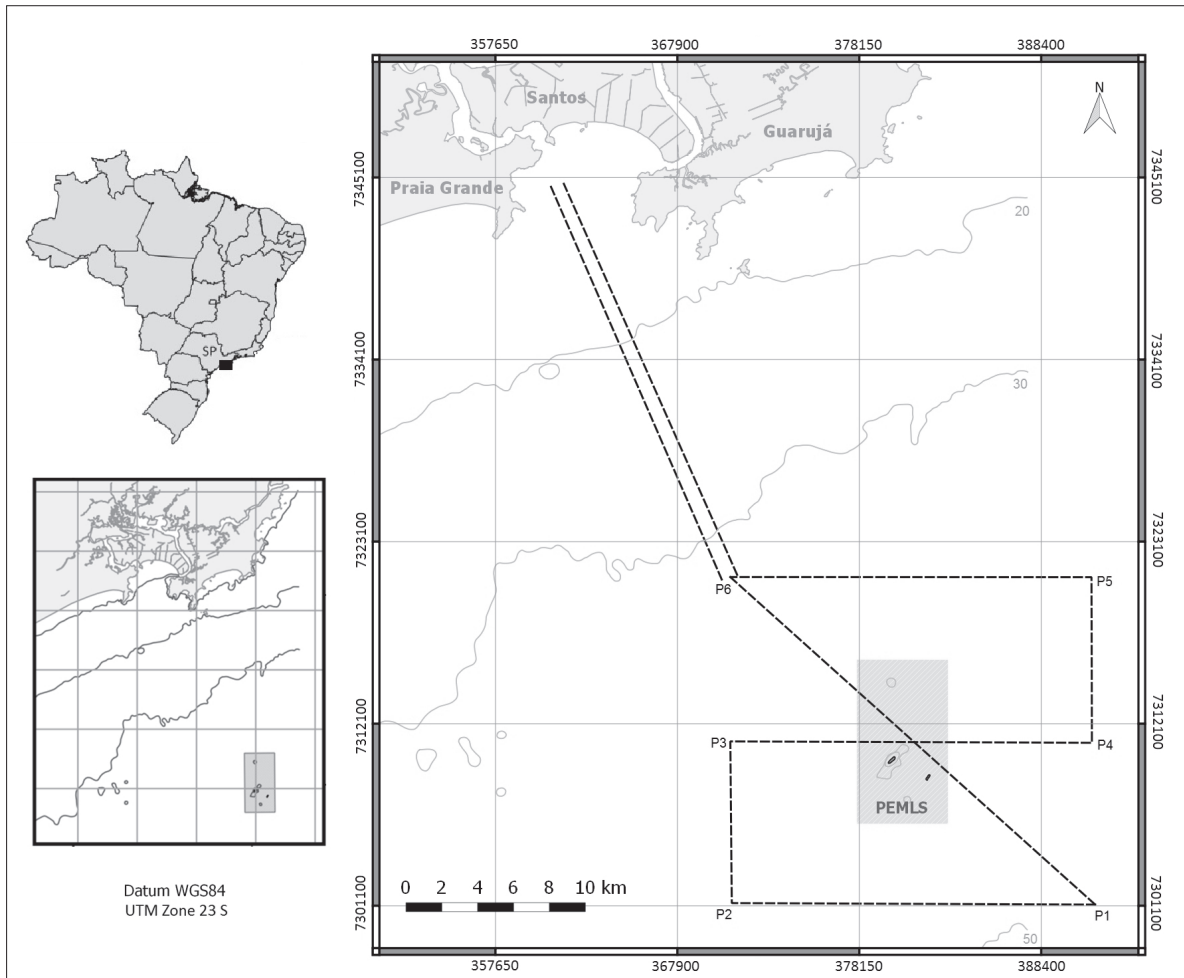 357650 367900 378150 388400
Santos
Guarujá
N
Praia Grande
7345100 7345100
20
7334100 7334100
SP
30
7323100 7323100
P6 P5
7312100 7312100
P3 P4
PEMLS
0 2 4 6 8 10 km
7301100 7301100
P2 P1
50
357650 367900 378150 388400
Datum WGS84
UTM Zone 23 S